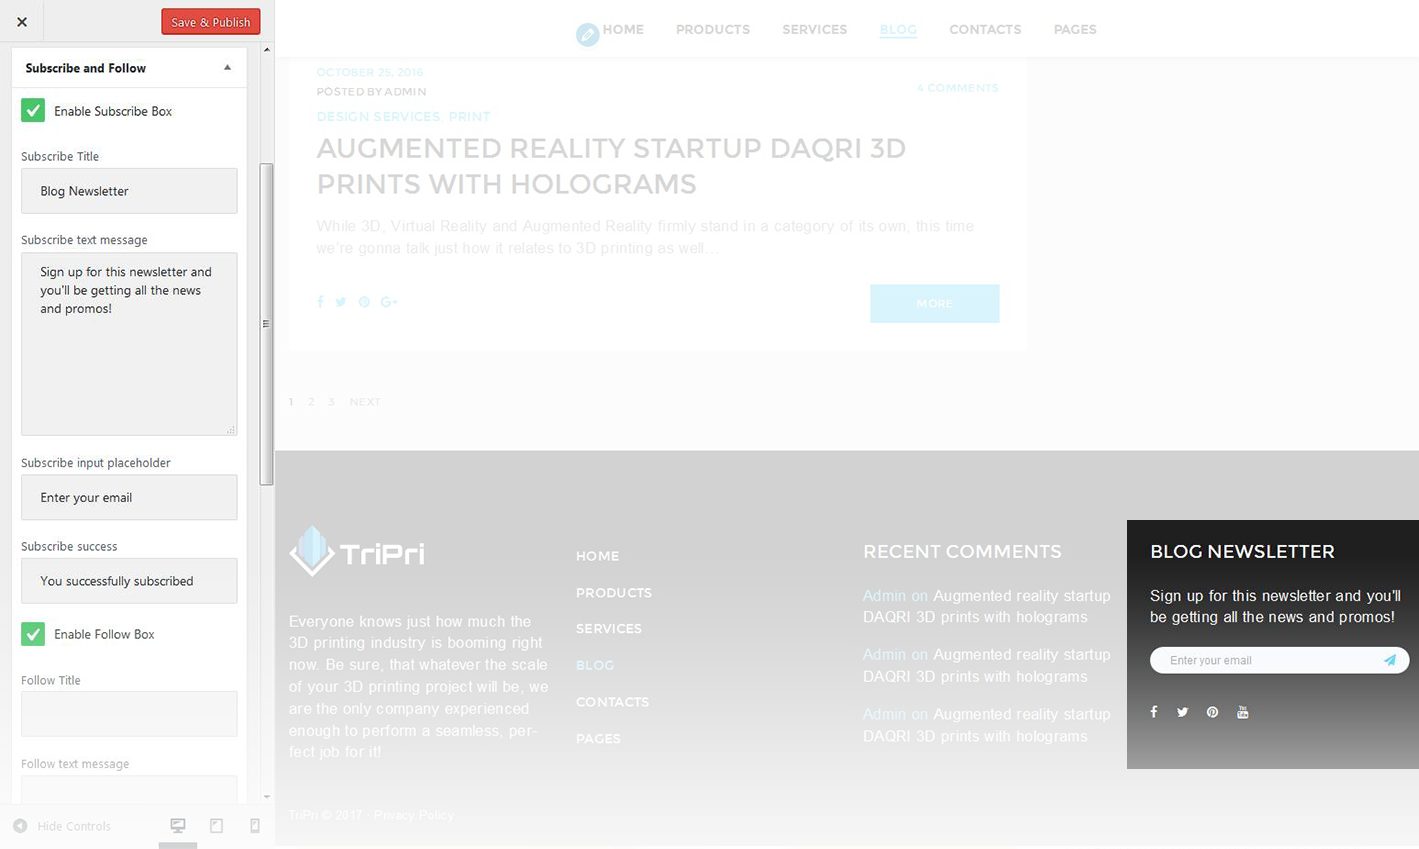 Save & Publish
Subscribe and Follow
Enable Subscribe Box
Subscribe Title
Blog Newsletter
Subscribe text message
Sign up for this newsletter and
you'll be getting all the news
and promos!
Subscribe input placeholder
Enter your email
Subscribe success
You successfully subscribed
Enable Follow Box
Follow Title
Follow text message
Hide Controls
HOME PRODUCTS SERVICES BLOG CONTACTS PAGES
OCTOBER 25, 2016
POSTED BY ADMIN
4 COMMENTS
DESIGN SERVICES, PRINT
AUGMENTED REALITY STARTUP DAQRI 3D
PRINTS WITH HOLOGRAMS
While 3D, Virtual Reality and Augmented Reality firmly stand in a category of its own, this time
we're gonna talk just how it relates to 3D printing as well…
MORE
1 2 3 NEXT
TriPri
Everyone knows just how much the
3D printing industry is booming right
now. Be sure, that whatever the scale
of your 3D printing project will be, we
are the only company experienced
enough to perform a seamless, per-
fect job for it!
HOME
PRODUCTS
SERVICES
BLOG
CONTACTS
PAGES
RECENT COMMENTS
Admin on Augmented reality startup
DAQRI 3D prints with holograms
Admin on Augmented reality startup
DAQRI 3D prints with holograms
Admin on Augmented reality startup
DAQRI 3D prints with holograms
BLOG NEWSLETTER
Sign up for this newsletter and you'll
be getting all the news and promos!
Enter your email
TriPri © 2017 Privacy Policy